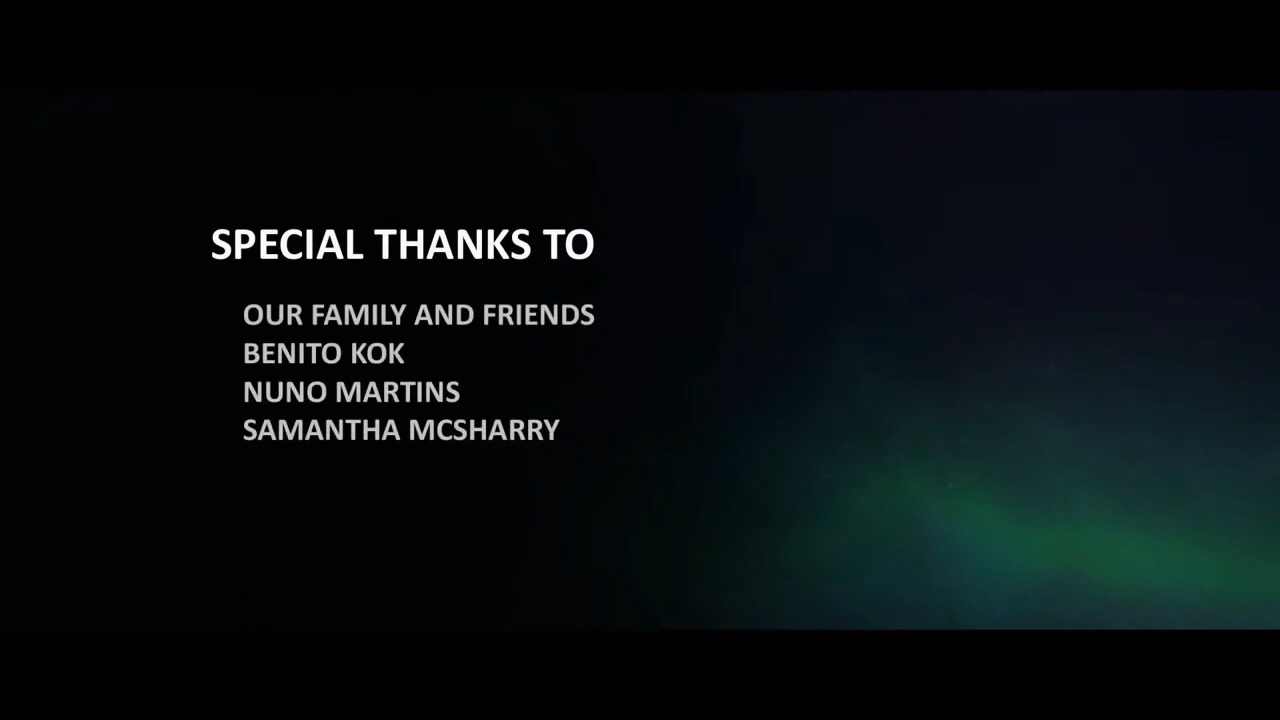 SPECIAL THANKS TO
OUR FAMILY AND FRIENDS
BENITO KOK
NUNO MARTINS
SAMANTHA MCSHARRY